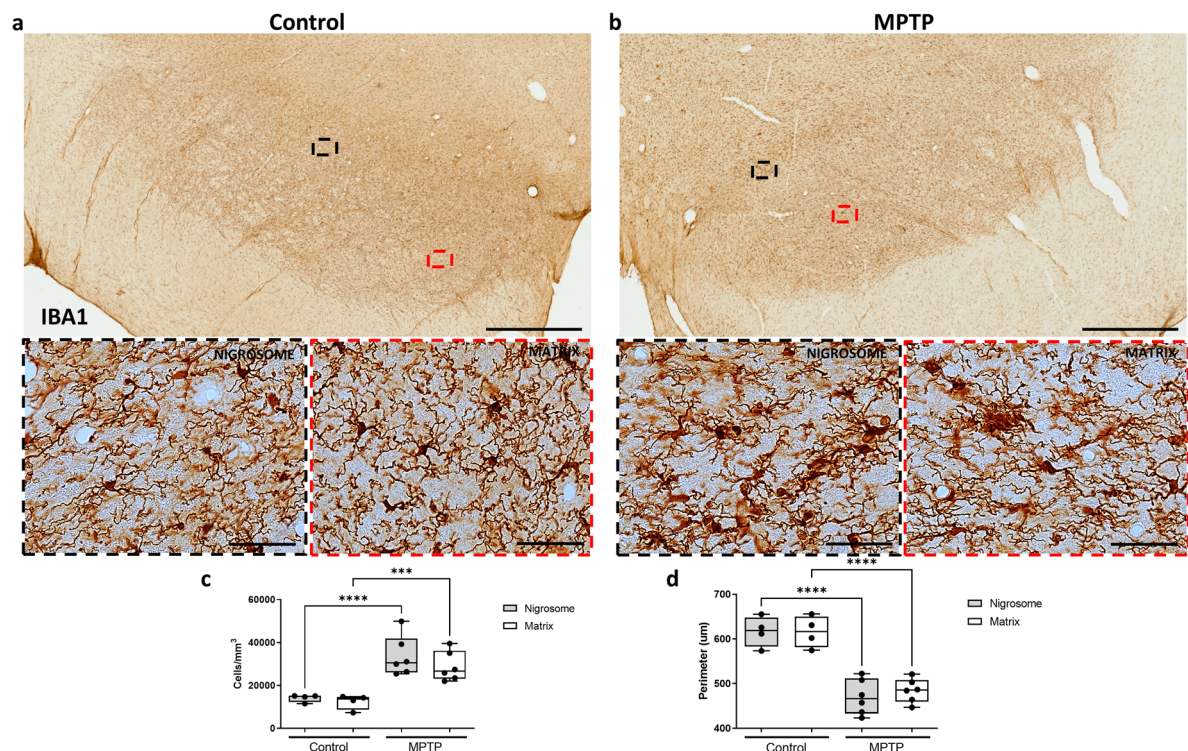 a
Control
b
MPTP
IBA1
NIGROSOME
MATRIX
NIGROSOME
MATRIX
c
****
***
Nigrosome
Matrix
Cells/mm³
60000
40000
20000
0
Control
MPTP
d
****
****
Nigrosome
Matrix
Perimeter (um)
700
600
500
400
Control
MPTP